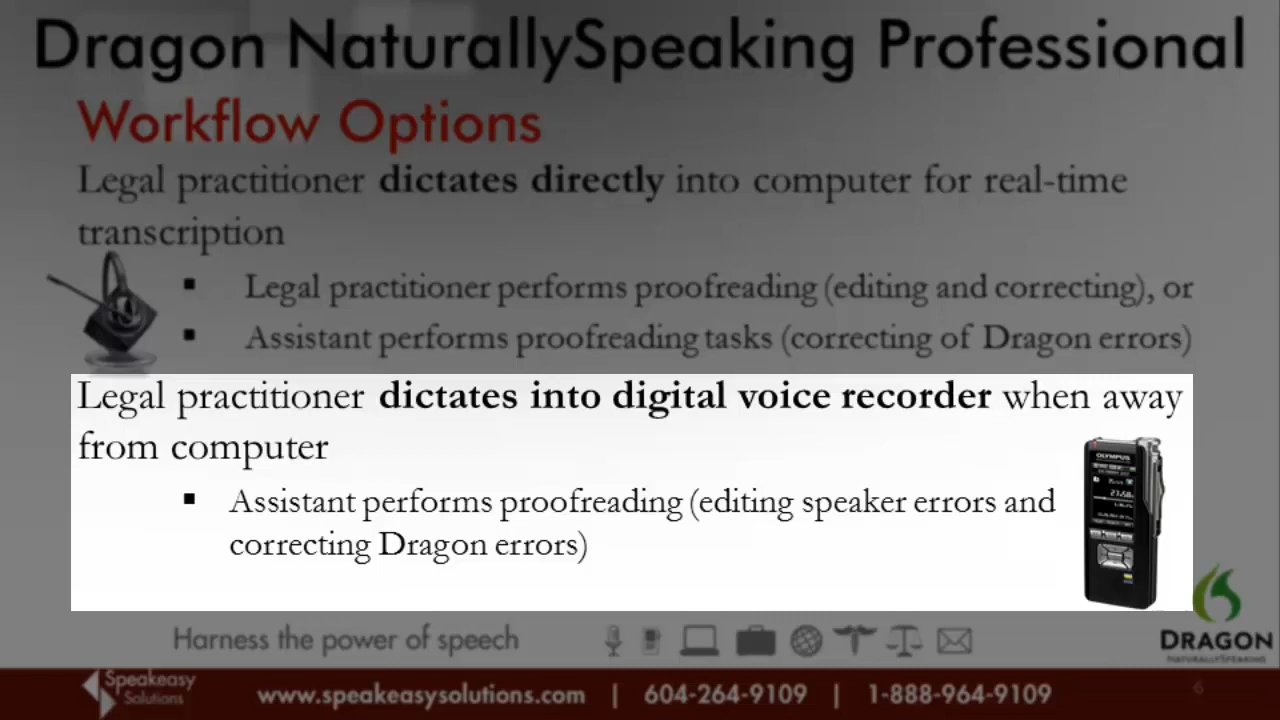 Dragon NaturallySpeaking Professional
Workflow Options
Legal practitioner dictates directly into computer for real-time
transcription
▪ Legal practitioner performs proofreading (editing and correcting), or
▪ Assistant performs proofreading tasks (correcting of Dragon errors)
Legal practitioner dictates into digital voice recorder when away
from computer
OLYMPUS
▪ Assistant performs proofreading (editing speaker errors and
correcting Dragon errors)
Harness the power of speech
DRAGON
NATURALLYSPEAKING
Speakeasy
Solutions
www.speakeasysolutions.com | 604-264-9109 | 1-888-964-9109
6